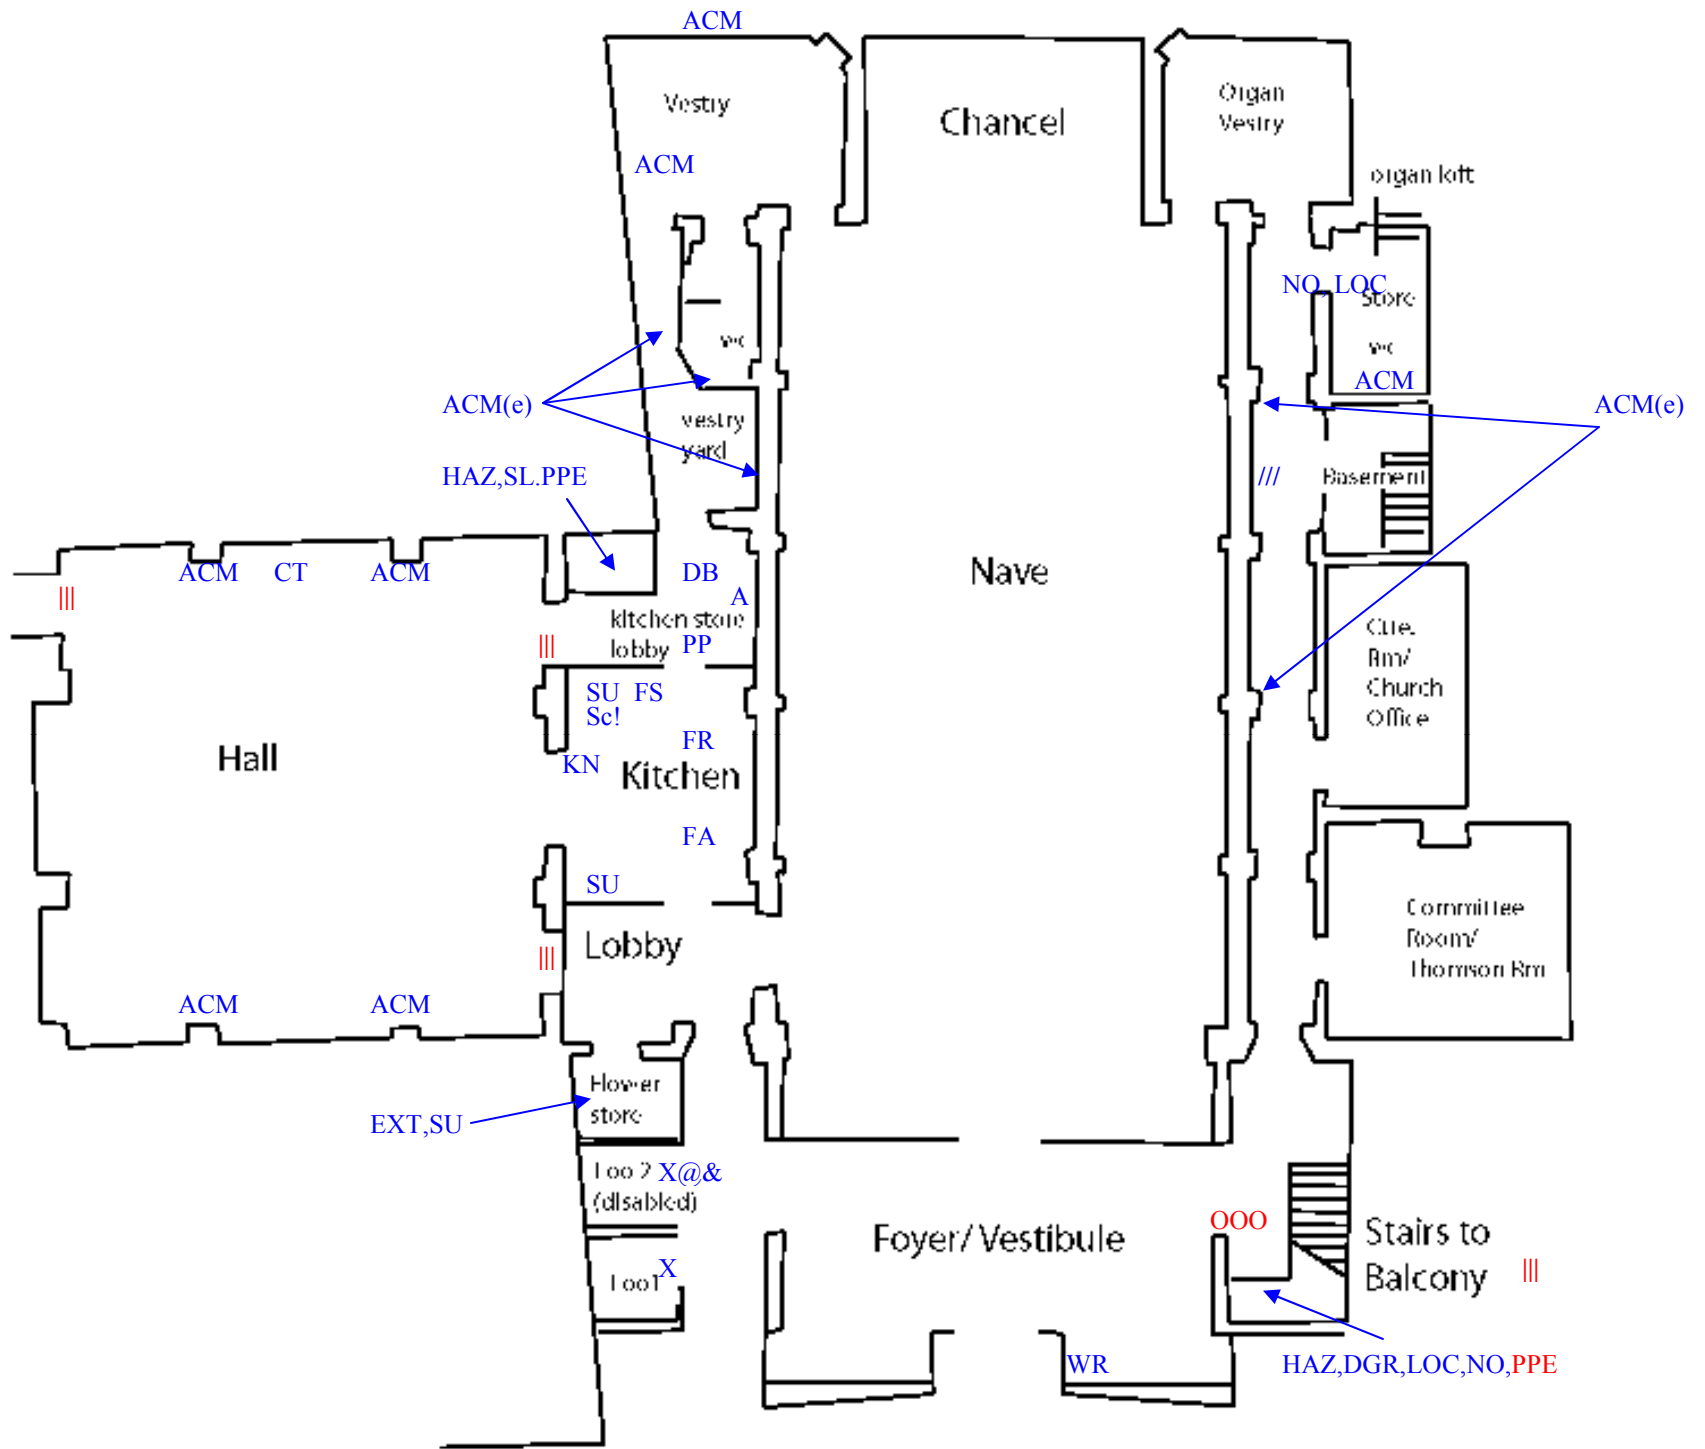 ACM
Vestry
Chancel
Organ
Vestry
ACM
organ loft
NO, LOC
Store
wc
wc
ACM
ACM(e)
ACM(e)
vestry
yard
HAZ,SL.PPE
///
Basement
Nave
ACM CT ACM
DB
|||
A
kitchen store
lobby
PP
|||
SU FS
Sc!
FR
KN
Kitchen
Hall
FA
SU
Rm/
Church
Office
Lobby
|||
Committee
Room/
Thomson Rm
ACM ACM
Flower
store
EXT,SU
Loo 2
X@&
(disabled)
OOO
Foyer/ Vestibule
Stairs to
Balcony
|||
Loo1
X
WR
HAZ,DGR,LOC,NO,PPE